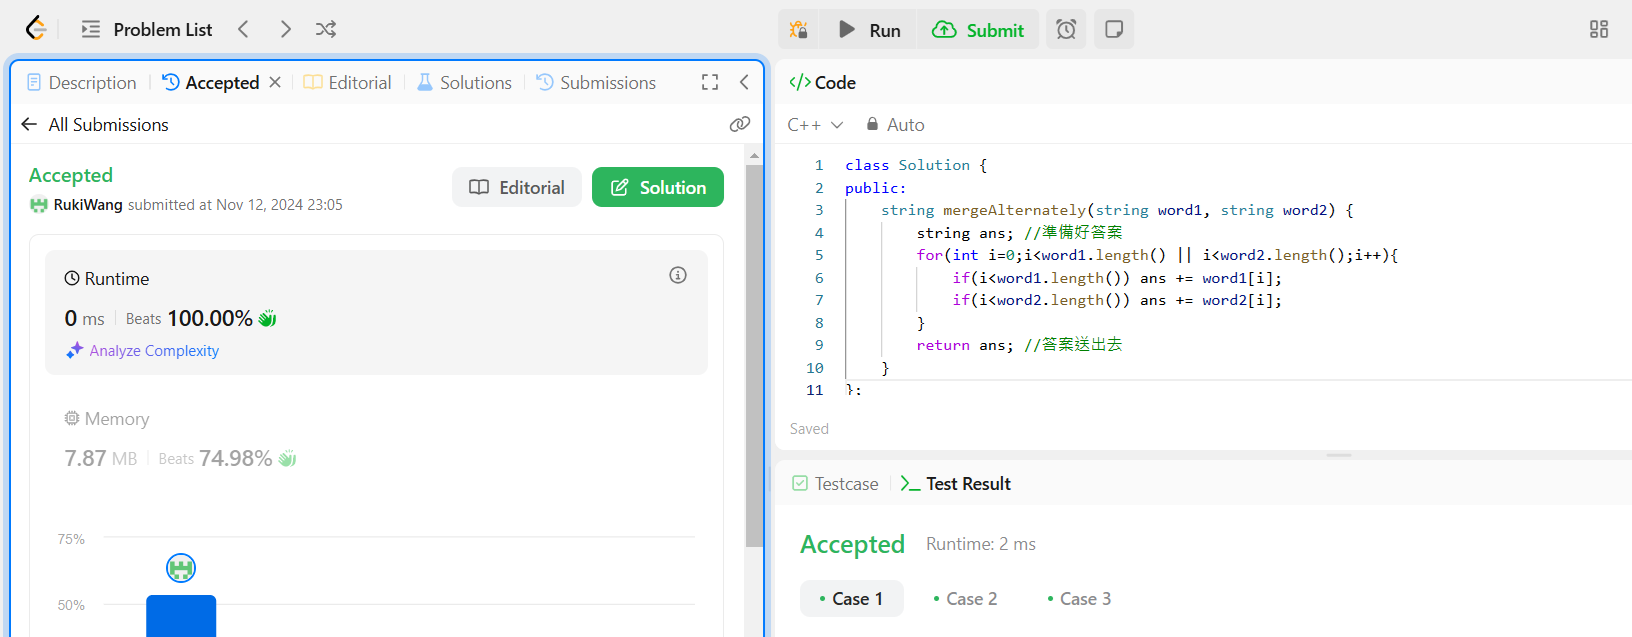 Problem List
Run
Submit
Description
Accepted
Editorial
Solutions
Submissions
All Submissions
Accepted
RukiWang submitted at Nov 12, 2024 23:05
Editorial
Solution
Runtime
0 ms
Beats 100.00%
Analyze Complexity
Memory
7.87 MB
Beats 74.98%
75%
50%
</> Code
C++
Auto
1 class Solution {
2 public:
3 string mergeAlternately(string word1, string word2) {
4 string ans; //準備好答案
5 for(int i=0;i<word1.length() || i<word2.length();i++){
6 if(i<word1.length()) ans += word1[i];
7 if(i<word2.length()) ans += word2[i];
8 }
9 return ans; //答案送出去
10 }
11 };
Saved
Testcase
>_ Test Result
Accepted
Runtime: 2 ms
• Case 1
• Case 2
• Case 3